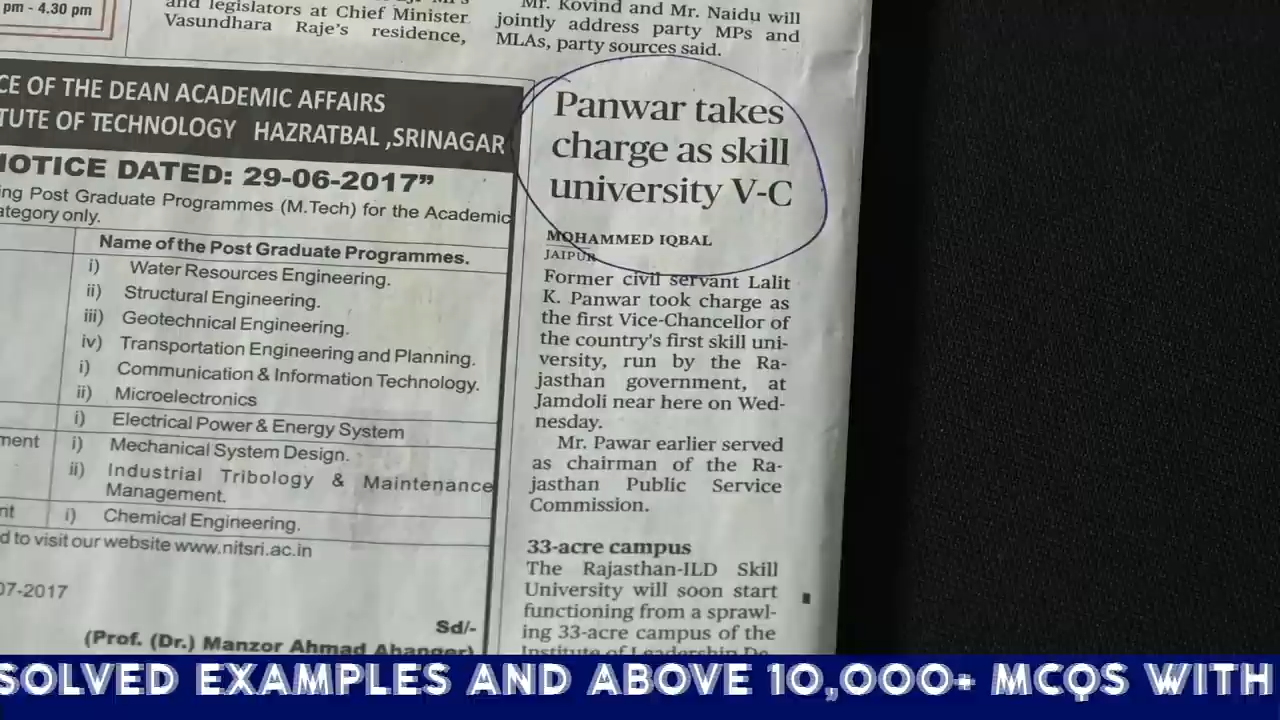 pm - 4.30 pm
and legislators at Chief Minister
Vasundhara Raje's residence,
Mr. Kovind and Mr. Naidu will
jointly address party MPs and
MLAs, party sources said.
CE OF THE DEAN ACADEMIC AFFAIRS
TUTE OF TECHNOLOGY HAZRATBAL ,SRINAGAR
NOTICE DATED: 29-06-2017”
ing Post Graduate Programmes (M.Tech) for the Academic
ategory only.
Name of the Post Graduate Programmes.
i) Water Resources Engineering.
ii) Structural Engineering.
iii) Geotechnical Engineering.
iv) Transportation Engineering and Planning.
i) Communication & Information Technology.
ii) Microelectronics
i) Electrical Power & Energy System
ment i) Mechanical System Design.
ii) Industrial Tribology & Maintenance
Management.
nt i) Chemical Engineering.
d to visit our website www.nitsri.ac.in
07-2017
Sd/-
(Prof. (Dr.) Manzor Ahmad Ahanger)
Panwar takes
charge as skill
university V-C
MOHAMMED IQBAL
JAIPUR
Former civil servant Lalit
K. Panwar took charge as
the first Vice-Chancellor of
the country's first skill uni-
versity, run by the Ra-
jasthan government, at
Jamdoli near here on Wed-
nesday.
Mr. Pawar earlier served
as chairman of the Ra-
jasthan Public Service
Commission.
33-acre campus
The Rajasthan-ILD Skill
University will soon start
functioning from a sprawl-
ing 33-acre campus of the
Institute of Leadership De-
SOLVED EXAMPLES AND ABOVE 10,000+ MCQS WITH